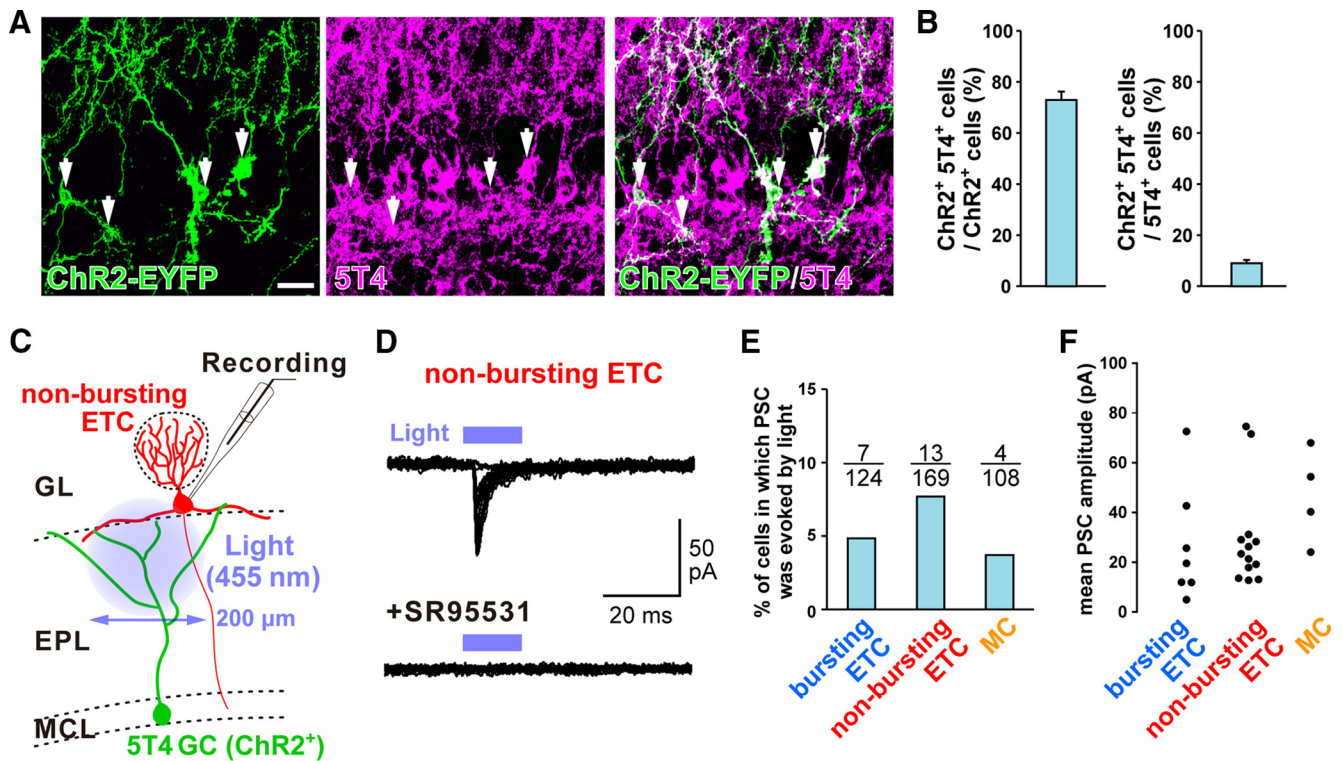 A
ChR2-EYFP
5T4
ChR2-EYFP/5T4
B
ChR2⁺ 5T4⁺ cells
/ ChR2⁺ cells (%)
100
80
60
40
20
0
ChR2⁺ 5T4⁺ cells
/ 5T4⁺ cells (%)
100
80
60
40
20
0
C
Recording
non-bursting
ETC
GL
Light
(455 nm)
200 µm
EPL
MCL
5T4 GC (ChR2⁺)
D
non-bursting ETC
Light
50
pA
20 ms
+SR95531
E
% of cells in which PSC
was evoked by light
15
10
5
0
7
124
13
169
4
108
bursting
ETC
non-bursting
ETC
MC
F
mean PSC amplitude (pA)
100
80
60
40
20
0
bursting
ETC
non-bursting
ETC
MC